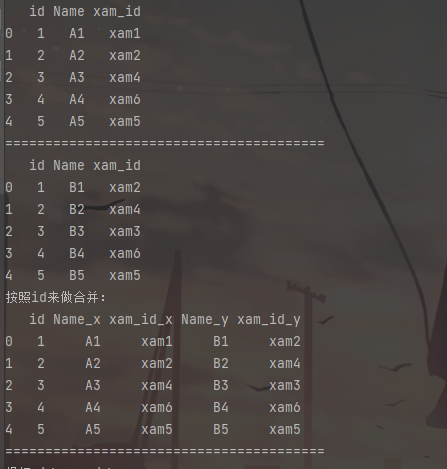 id Name xam_id
0 1 A1 xam1
1 2 A2 xam2
2 3 A3 xam4
3 4 A4 xam6
4 5 A5 xam5
========================================
id Name xam_id
0 1 B1 xam2
1 2 B2 xam4
2 3 B3 xam3
3 4 B4 xam6
4 5 B5 xam5
按照id来做合并:
id Name_x xam_id_x Name_y xam_id_y
0 1 A1 xam1 B1 xam2
1 2 A2 xam2 B2 xam4
2 3 A3 xam4 B3 xam3
3 4 A4 xam6 B4 xam6
4 5 A5 xam5 B5 xam5
========================================